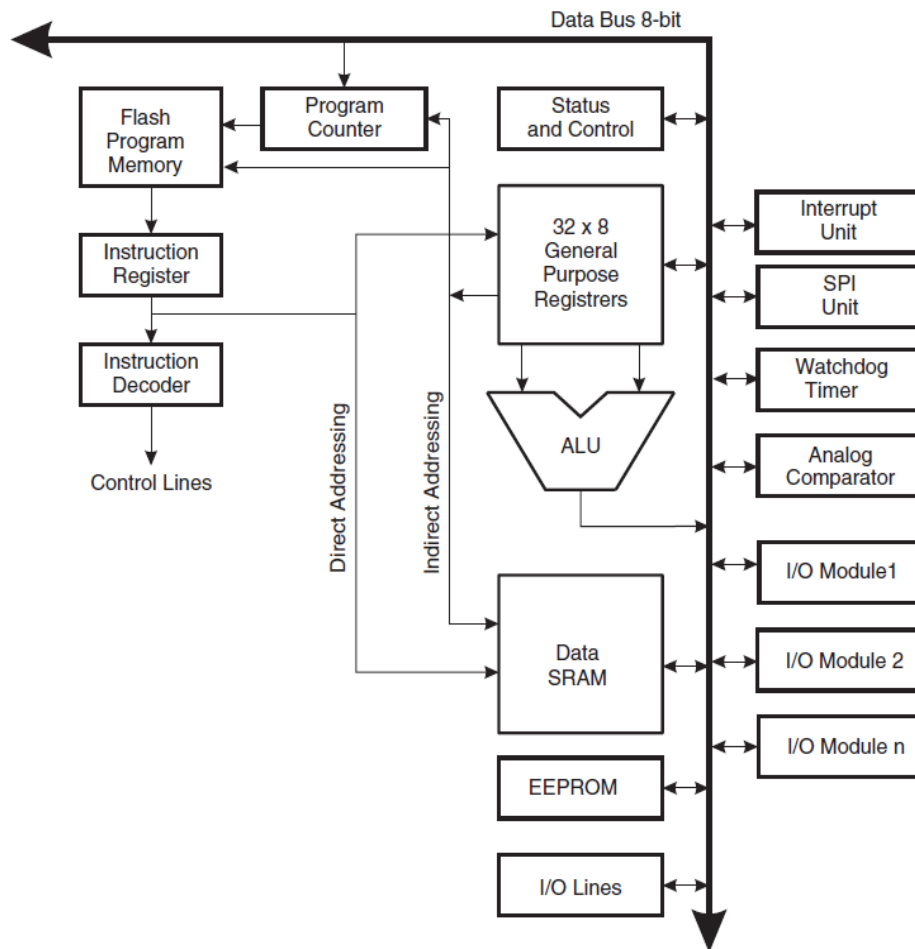 Data Bus 8-bit
Flash
Program
Memory
Program
Counter
Status
and Control
Interrupt
Unit
32 x 8
General
Purpose
Registrers
Instruction
Register
SPI
Unit
Instruction
Decoder
Watchdog
Timer
ALU
Analog
Comparator
Control Lines
Direct Addressing
Indirect Addressing
I/O Module1
Data
SRAM
I/O Module 2
I/O Module n
EEPROM
I/O Lines